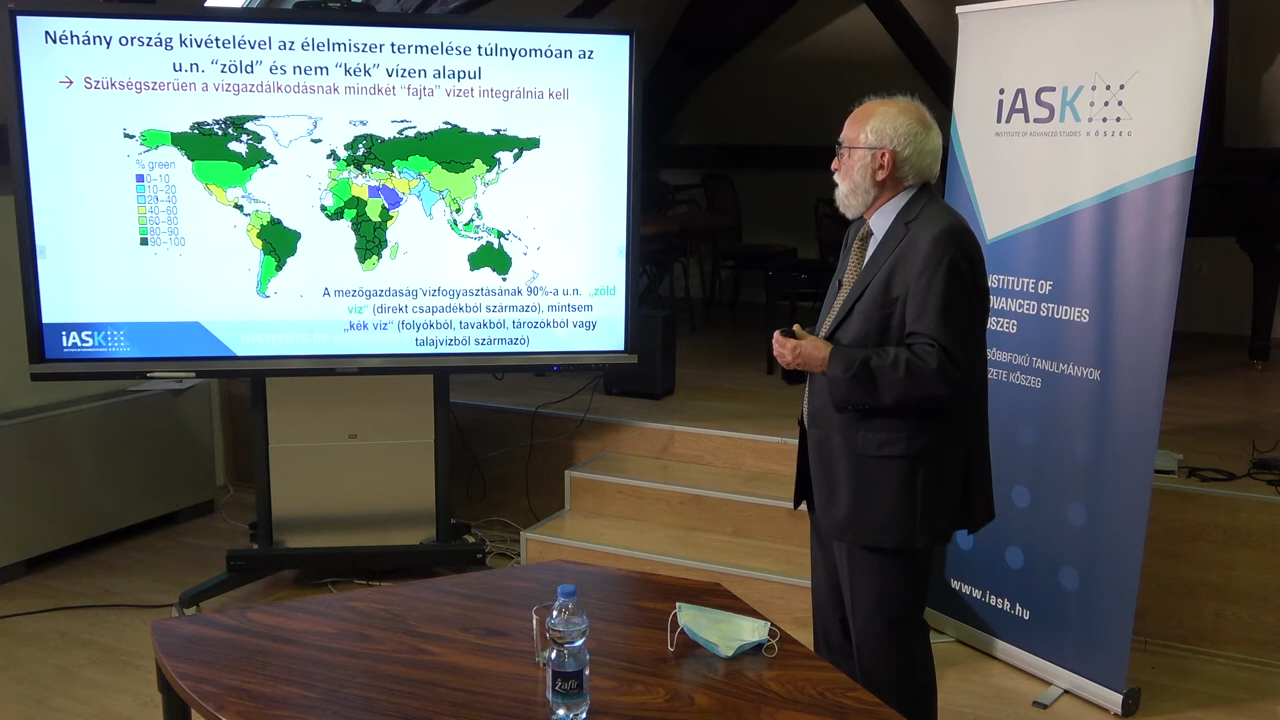 Néhány ország kivételével az élelmiszer termelése túlnyomóan az
u.n. “zöld” és nem “kék” vízen alapul
→ Szükségszerűen a vízgazdálkodásnak mindkét “fajta” vizet integrálnia kell
% green
0–10
10–20
20–40
40–60
60–80
80–90
90–100
A mezőgazdaság vízfogyasztásának 90%-a u.n. „zöld
víz“ (direkt csapadékból származó), mintsem
„kék víz“ (folyókból, tavakból, tározókból vagy
talajvízből származó)
iASK
iASK
INSTITUTE OF ADVANCED STUDIES KŐSZEG
INSTITUTE OF
ADVANCED STUDIES
KŐSZEG
TANULMÁNYOK
KŐSZEG
www.iask.hu
Zafír